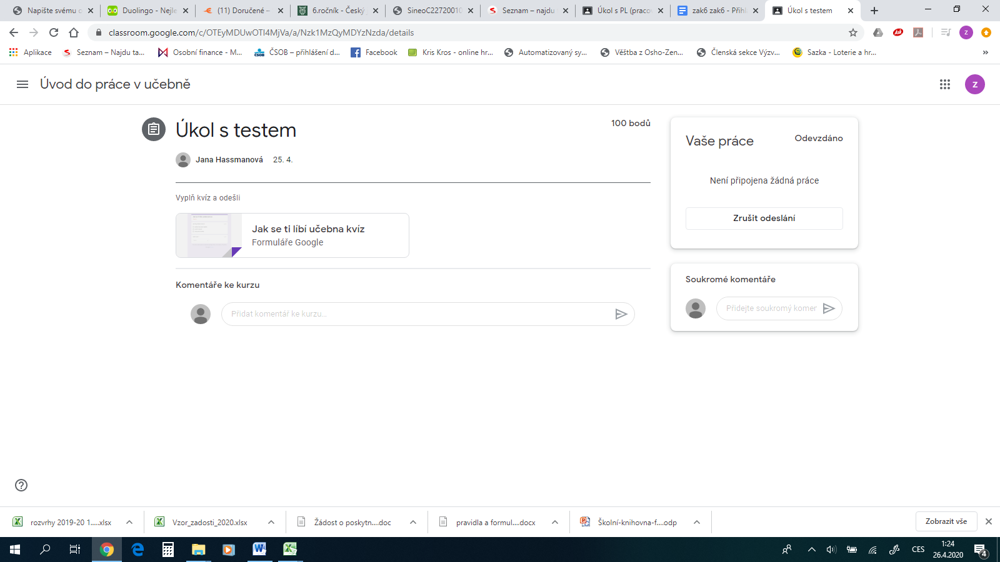 Napište svému o
Duolingo - Nejle
(11) Doručené –
6.ročník - Český
SineoC22720010
Seznam – najdu
Úkol s PL (praco
zak6 zak6 - Přihl
Úkol s testem
classroom.google.com/c/OTEyMDUwOTI4MjVa/a/Nzk1MzQyMDYzNzda/details
Ask
z
Aplikace
Seznam – Najdu ta...
Osobní finance - M...
ČSOB – přihlášení d...
Facebook
Kris Kros - online hr...
Automatizovaný sy...
Věštba z Osho-Zen...
Členská sekce Výzv...
Sazka - Loterie a hr...
»
Úvod do práce v učebně
z
Úkol s testem
100 bodů
Jana Hassmanová 25. 4.
Vyplň kvíz a odešli
Jak se ti líbí učebna kvíz
Formuláře Google
Komentáře ke kurzu
Přidat komentář ke kurzu...
Vaše práce
Odevzdáno
Není připojena žádná práce
Zrušit odeslání
Soukromé komentáře
Přidejte soukromý komer
rozvrhy 2019-20 1.....xlsx
Vzor_zadosti_2020.xlsx
Žádost o poskytn....doc
pravidla a formul....docx
Školní-knihovna-f....odp
Zobrazit vše
CES
1:24
26.4.2020
4